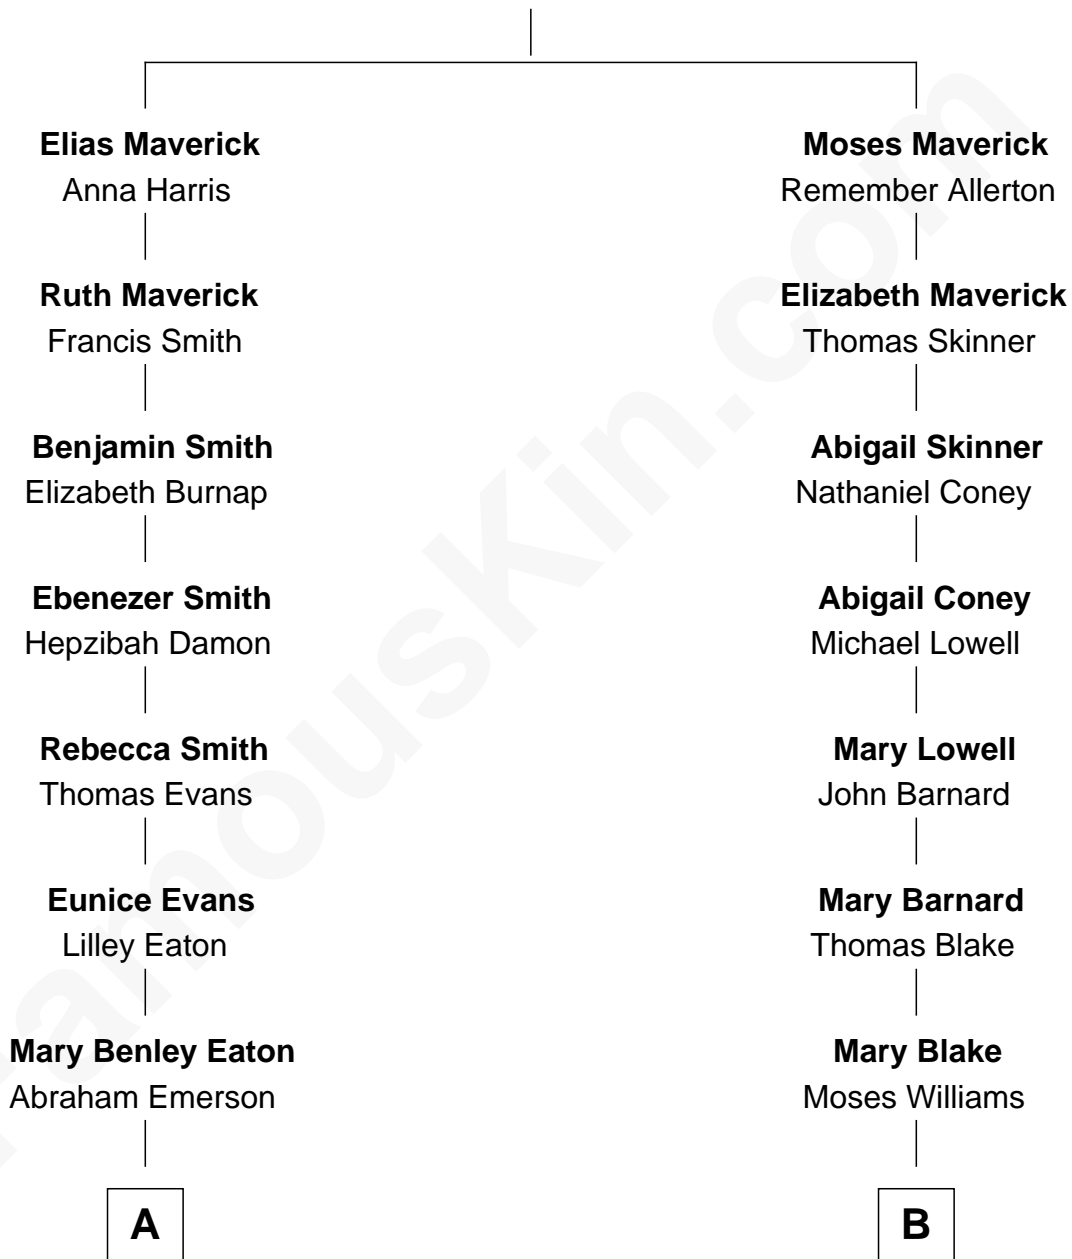 Elias Maverick
Anna Harris
Ruth Maverick
Francis Smith
Benjamin Smith
Elizabeth Burnap
Ebenezer Smith
Hepzibah Damon
Rebecca Smith
Thomas Evans
Eunice Evans
Lilley Eaton
Mary Benley Eaton
Abraham Emerson
A
Moses Maverick
Remember Allerton
Elizabeth Maverick
Thomas Skinner
Abigail Skinner
Nathaniel Coney
Abigail Coney
Michael Lowell
Mary Lowell
John Barnard
Mary Barnard
Thomas Blake
Mary Blake
Moses Williams
B
FamousKin.com